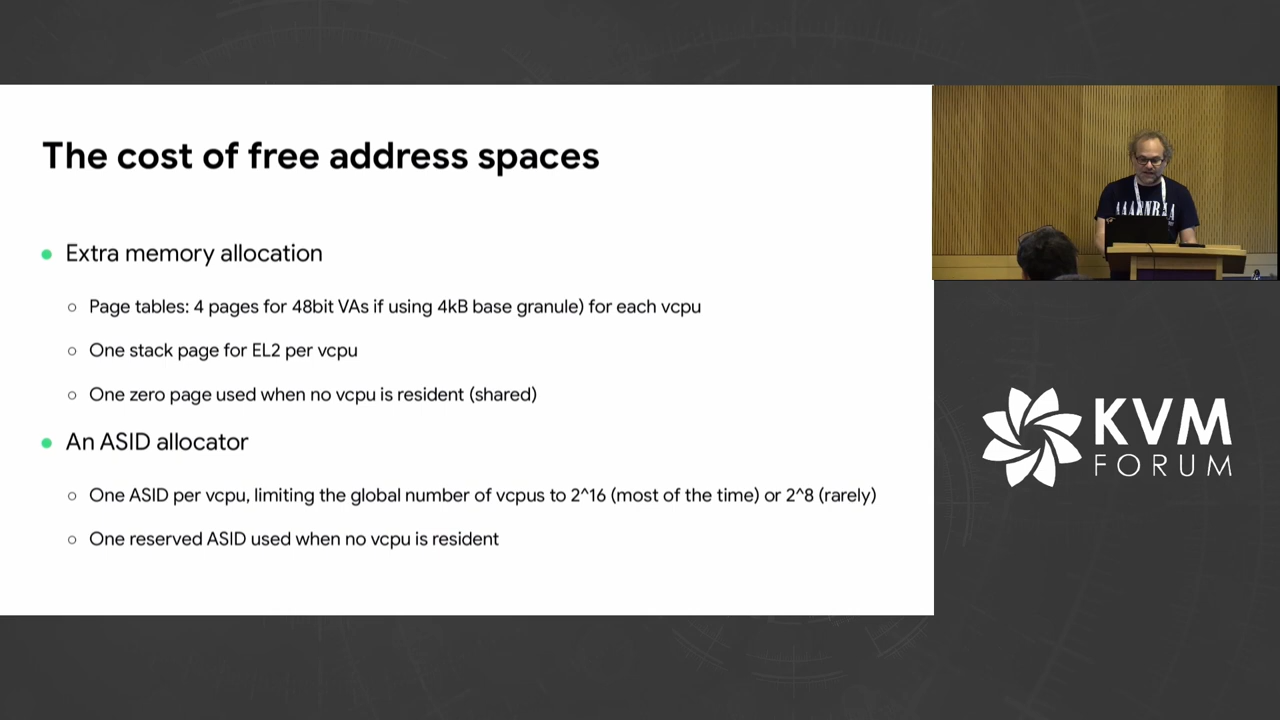 The cost of free address spaces
Extra memory allocation
Page tables: 4 pages for 48bit VAs if using 4kB base granule) for each vcpu
One stack page for EL2 per vcpu
One zero page used when no vcpu is resident (shared)
An ASID allocator
One ASID per vcpu, limiting the global number of vcpus to 2^16 (most of the time) or 2^8 (rarely)
One reserved ASID used when no vcpu is resident
KVM
FORUM